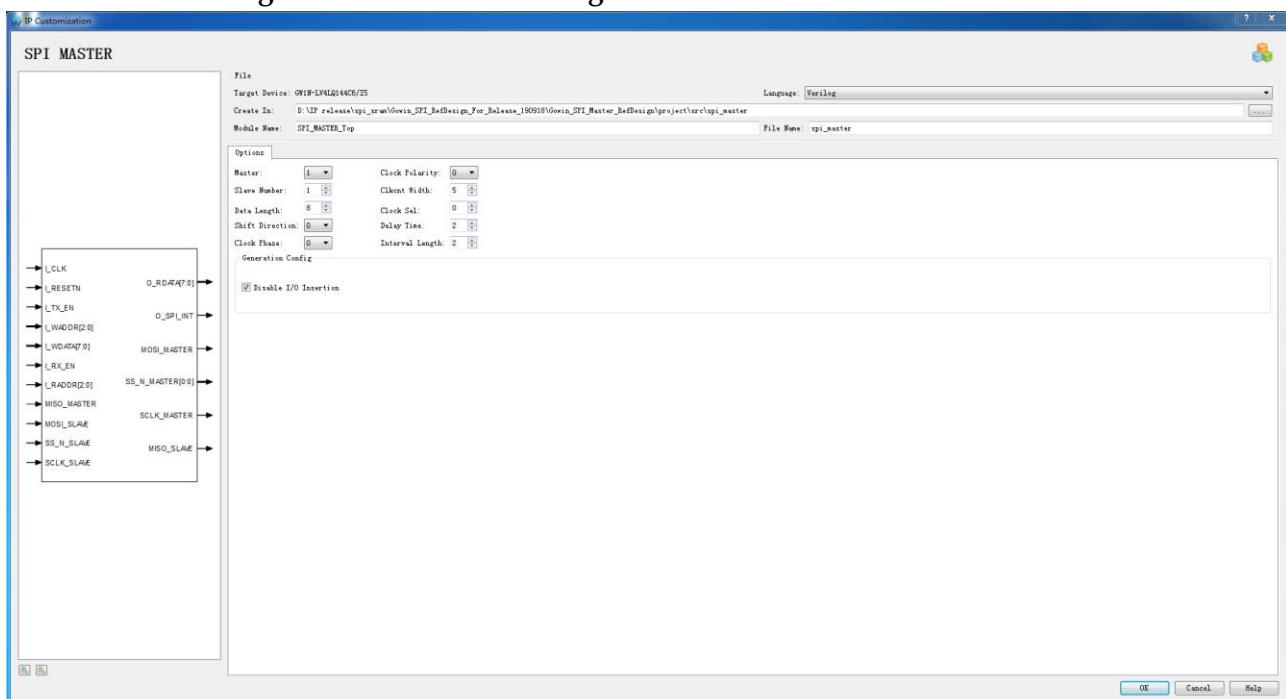 IP Customization
SPI MASTER
File
Target Device: GW1N-LV4LQ144C6/I5 Language: Verilog
Create In: D:\IP release\spi_sram\Gowin_SPI_RefDesign_For_Release_190918\Gowin_SPI_Master_RefDesign\project\src\spi_master ...
Module Name: SPI_MASTER_Top File Name: spi_master
Options
Master: 1 Clock Polarity: 0
Slave Number: 1 Clkcnt Width: 5
Data Length: 8 Clock Sel: 0
Shift Direction: 0 Delay Time: 2
Clock Phase: 0 Interval Length: 2
Generation Config
Disable I/O Insertion
I_CLK
I_RESETN
I_TX_EN
I_WADDR[2:0]
I_WDATA[7:0]
I_RX_EN
I_RADDR[2:0]
MISO_MASTER
MOSI_SLAVE
SS_N_SLAVE
SCLK_SLAVE
O_RDATA[7:0]
O_SPI_INT
MOSI_MASTER
SS_N_MASTER[0:0]
SCLK_MASTER
MISO_SLAVE
OK Cancel Help